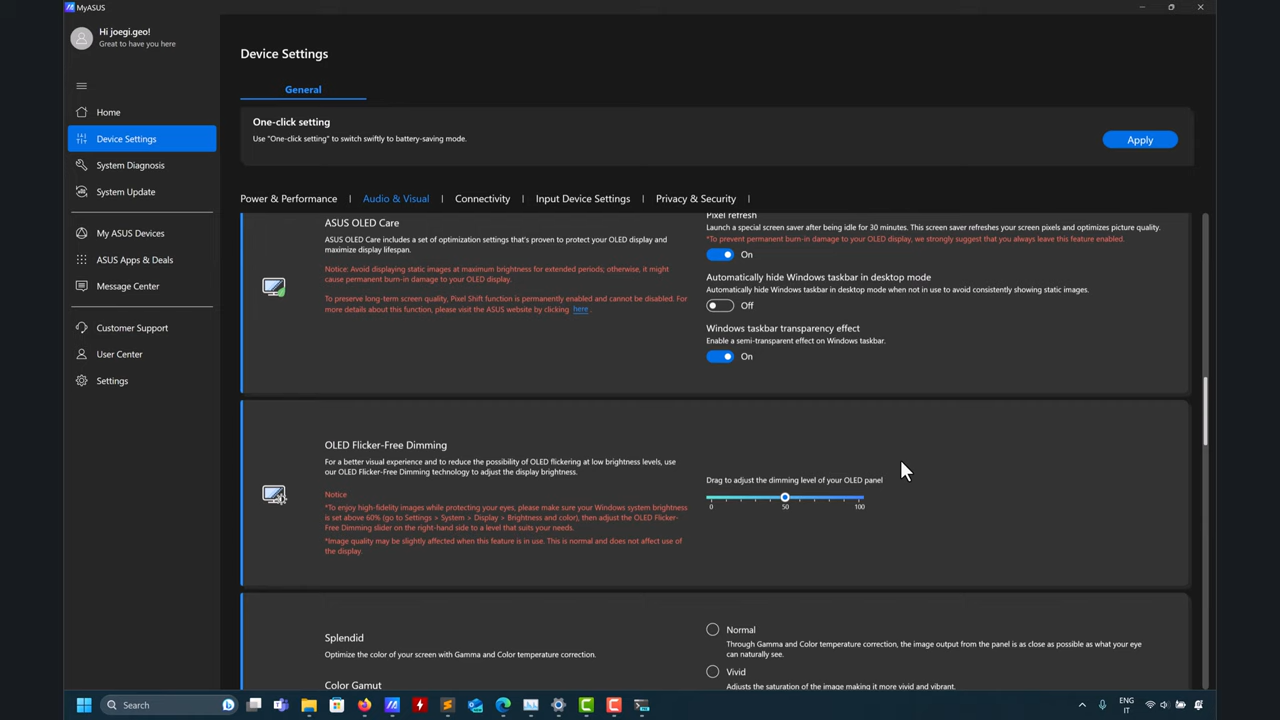 MyASUS
Hi joegi.geo!
Great to have you here
Home
Device Settings
System Diagnosis
System Update
My ASUS Devices
ASUS Apps & Deals
Message Center
Customer Support
User Center
Settings
Device Settings
General
One-click setting
Use "One-click setting" to switch swiftly to battery-saving mode.
Apply
Power & Performance | Audio & Visual | Connectivity | Input Device Settings | Privacy & Security |
ASUS OLED Care
ASUS OLED Care includes a set of optimization settings that's proven to protect your OLED display and
maximize display lifespan.
Notice: Avoid displaying static images at maximum brightness for extended periods; otherwise, it might
cause permanent burn-in damage to your OLED display.
To preserve long-term screen quality, Pixel Shift function is permanently enabled and cannot be disabled. For
more details about this function, please visit the ASUS website by clicking here .
Pixel refresh
Launch a special screen saver after being idle for 30 minutes. This screen saver refreshes your screen pixels and optimizes picture quality.
*To prevent permanent burn-in damage to your OLED display, we strongly suggest that you always leave this feature enabled.
On
Automatically hide Windows taskbar in desktop mode
Automatically hide Windows taskbar in desktop mode when not in use to avoid consistently showing static images.
Off
Windows taskbar transparency effect
Enable a semi-transparent effect on Windows taskbar.
On
OLED Flicker-Free Dimming
For a better visual experience and to reduce the possibility of OLED flickering at low brightness levels, use
our OLED Flicker-Free Dimming technology to adjust the display brightness.
Notice
*To enjoy high-fidelity images while protecting your eyes, please make sure your Windows system brightness
is set above 60% (go to Settings > System > Display > Brightness and color), then adjust the OLED Flicker-
Free Dimming slider on the right-hand side to a level that suits your needs.
*Image quality may be slightly affected when this feature is in use. This is normal and does not affect use of
the display.
Drag to adjust the dimming level of your OLED panel
0 50 100
Splendid
Optimize the color of your screen with Gamma and Color temperature correction.
Color Gamut
Normal
Through Gamma and Color temperature correction, the image output from the panel is as close as possible as what your eye
can naturally see.
Vivid
Adjusts the saturation of the image making it more vivid and vibrant.
Search
ENG
IT